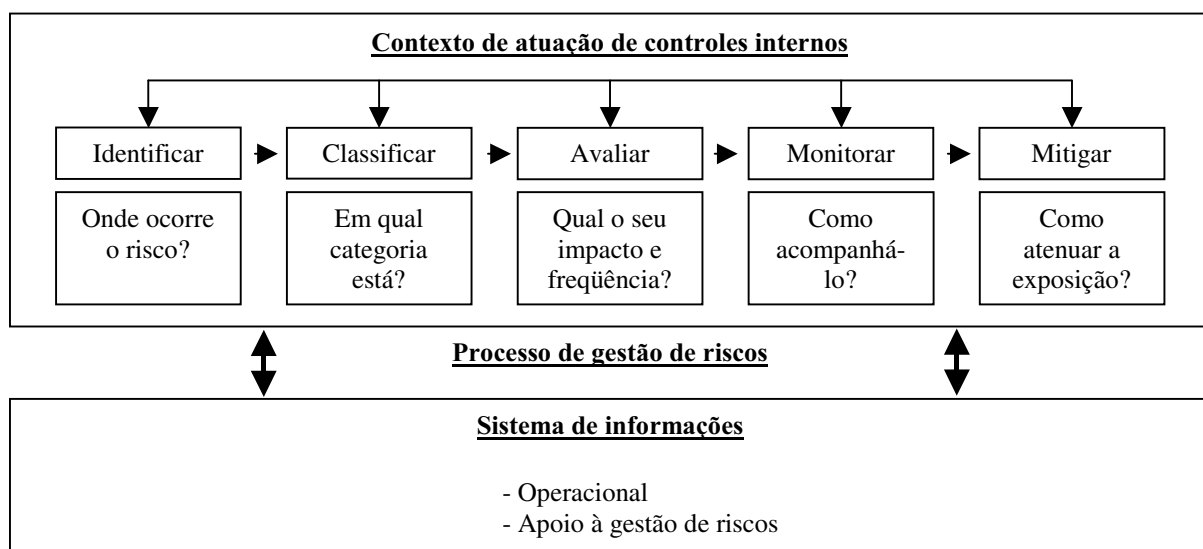 Contexto de atuação de controles internos
Identificar
Classificar
Avaliar
Monitorar
Mitigar
Onde ocorre
o risco?
Em qual
categoria
está?
Qual o seu
impacto e
freqüência?
Como
acompanhá-
lo?
Como
atenuar a
exposição?
Processo de gestão de riscos
Sistema de informações
- Operacional
- Apoio à gestão de riscos